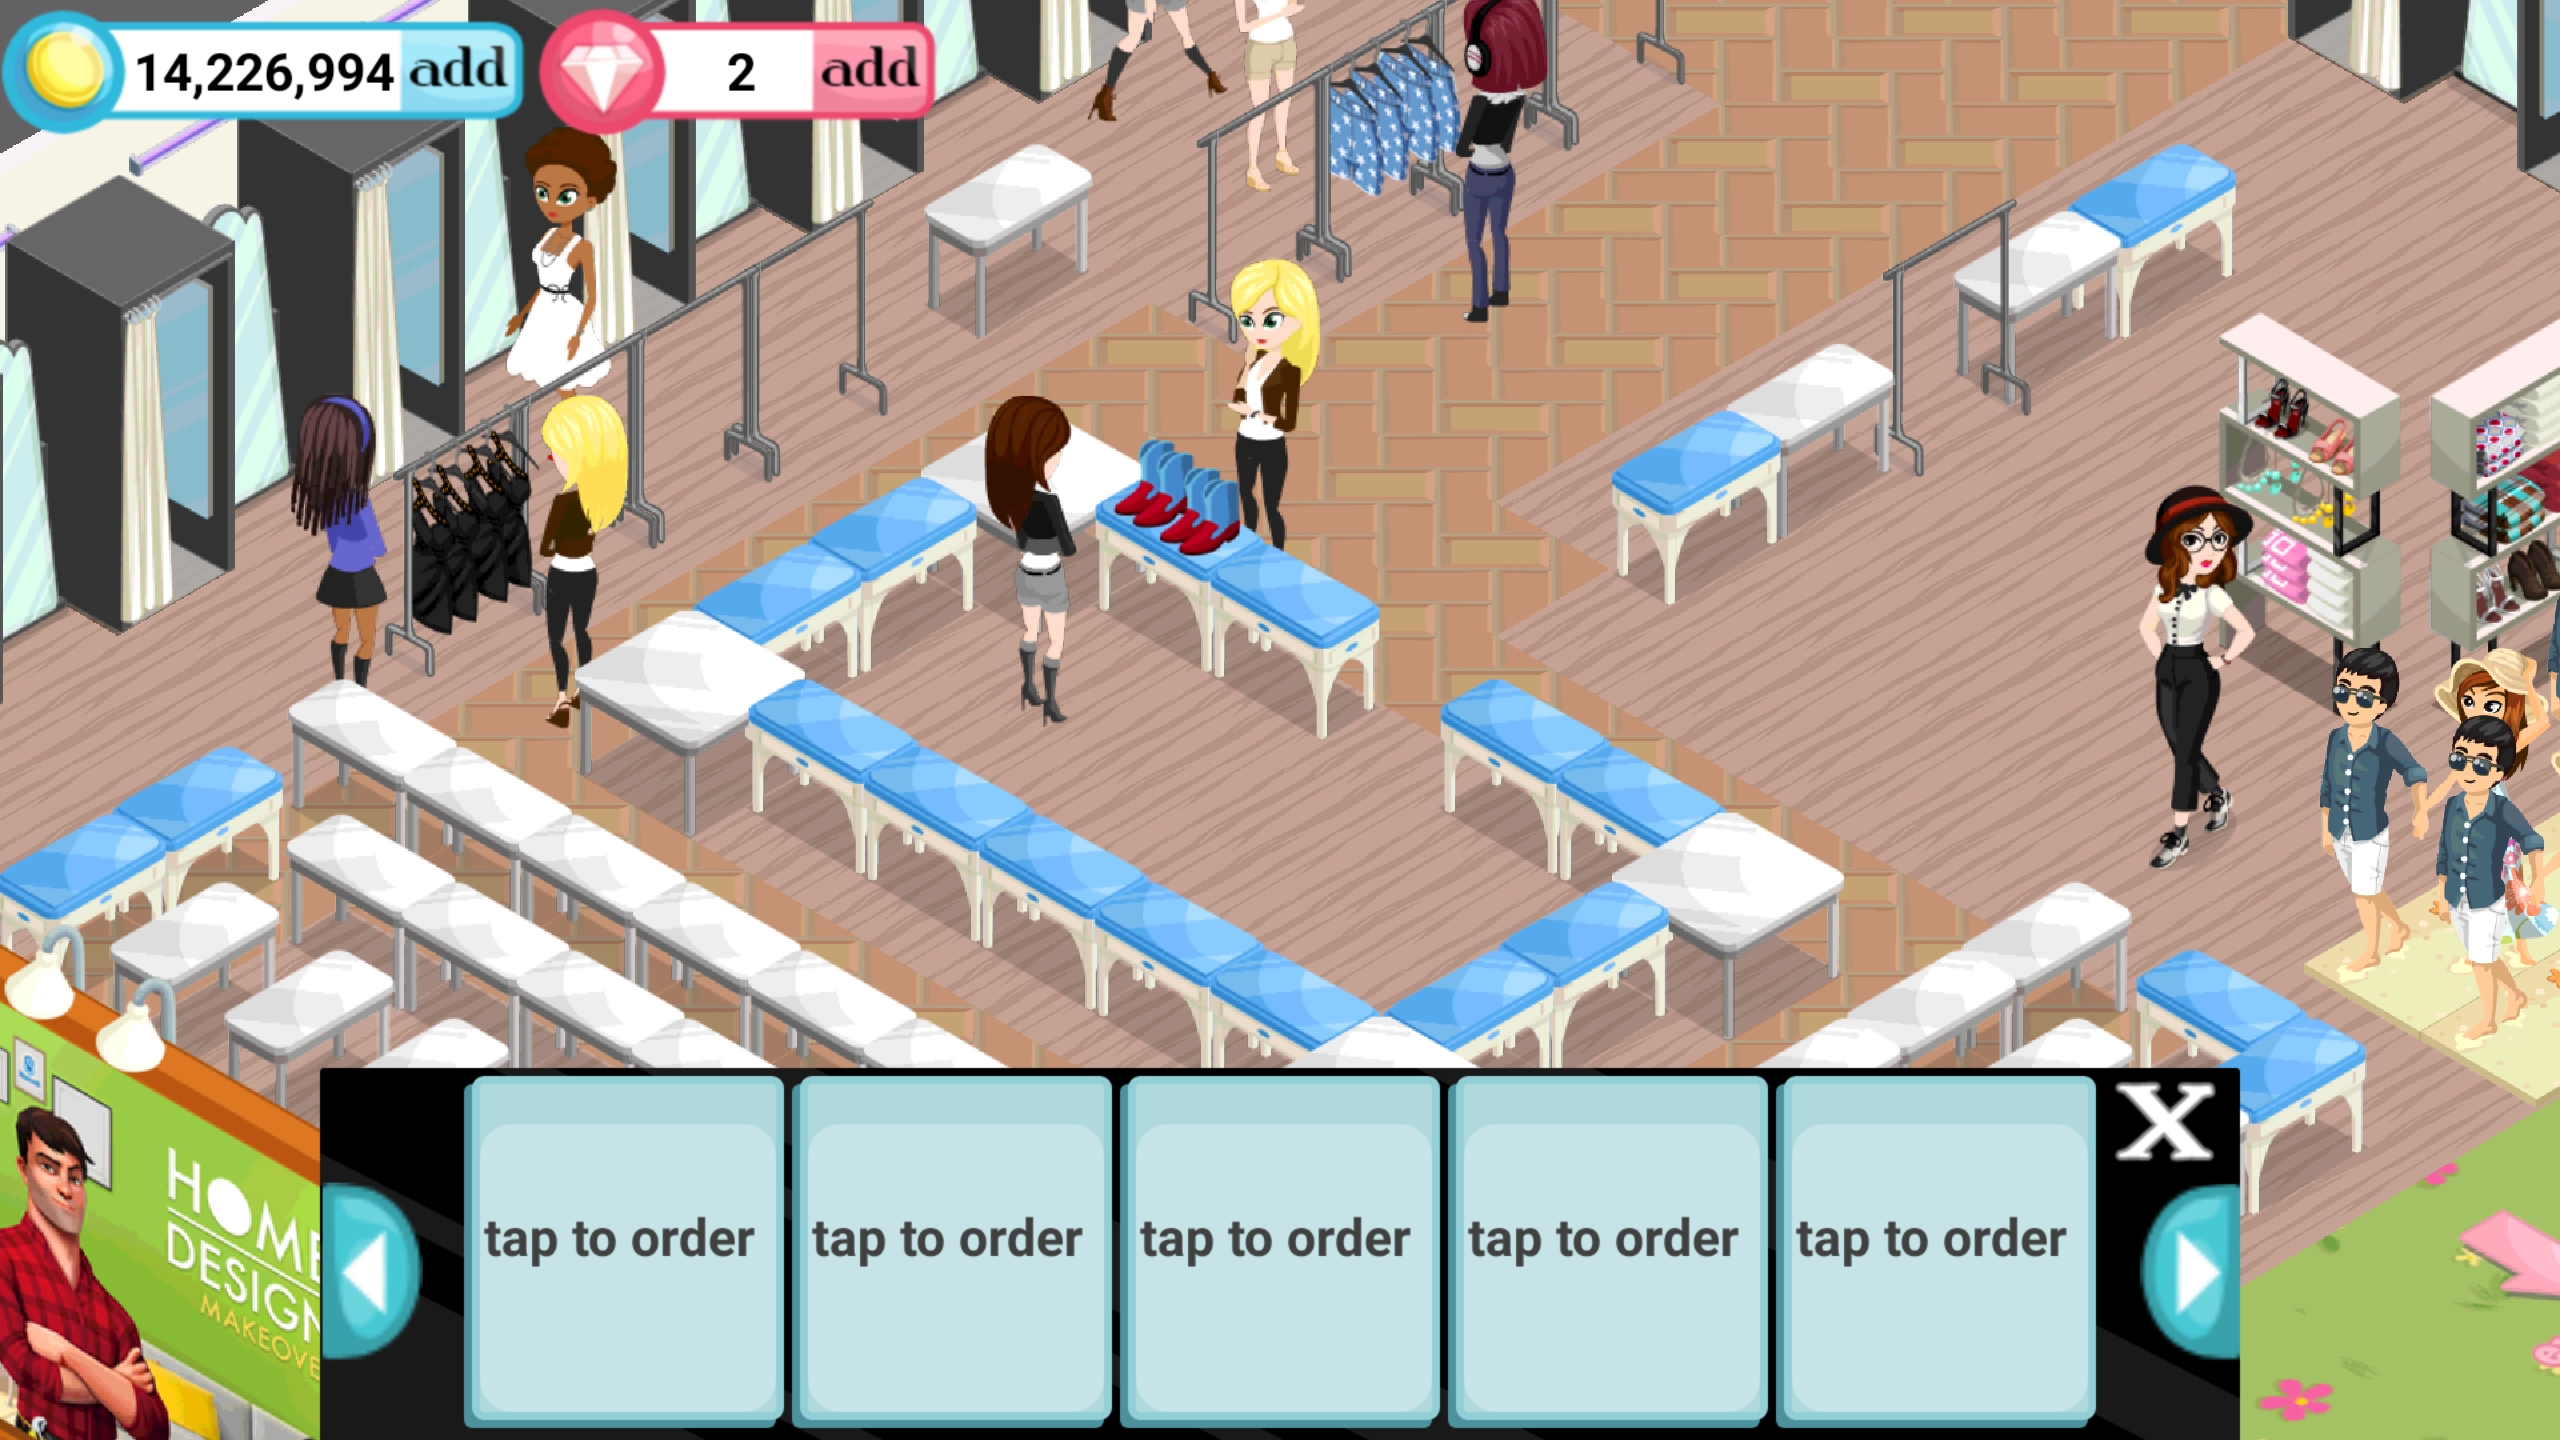 14,226,994 add
2 add
tap to order
tap to order
tap to order
tap to order
tap to order
X
HOME
DESIGN
MAKEOVE